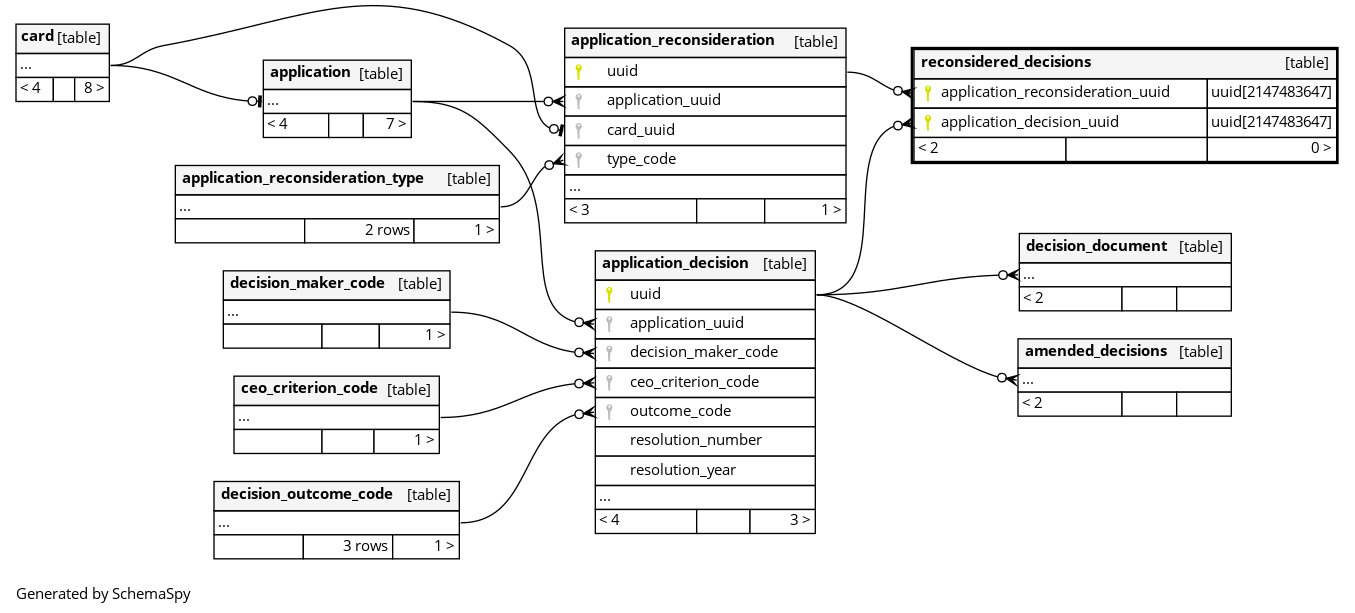 card [table]
...
< 4 8 >
application [table]
...
< 4 7 >
application_reconsideration_type [table]
...
2 rows 1 >
decision_maker_code [table]
...
1 >
ceo_criterion_code [table]
...
1 >
decision_outcome_code [table]
...
3 rows 1 >
application_reconsideration [table]
uuid
application_uuid
card_uuid
type_code
...
< 3 1 >
application_decision [table]
uuid
application_uuid
decision_maker_code
ceo_criterion_code
outcome_code
resolution_number
resolution_year
...
< 4 3 >
reconsidered_decisions [table]
application_reconsideration_uuid uuid[2147483647]
application_decision_uuid uuid[2147483647]
< 2 0 >
decision_document [table]
...
< 2
amended_decisions [table]
...
< 2
Generated by SchemaSpy